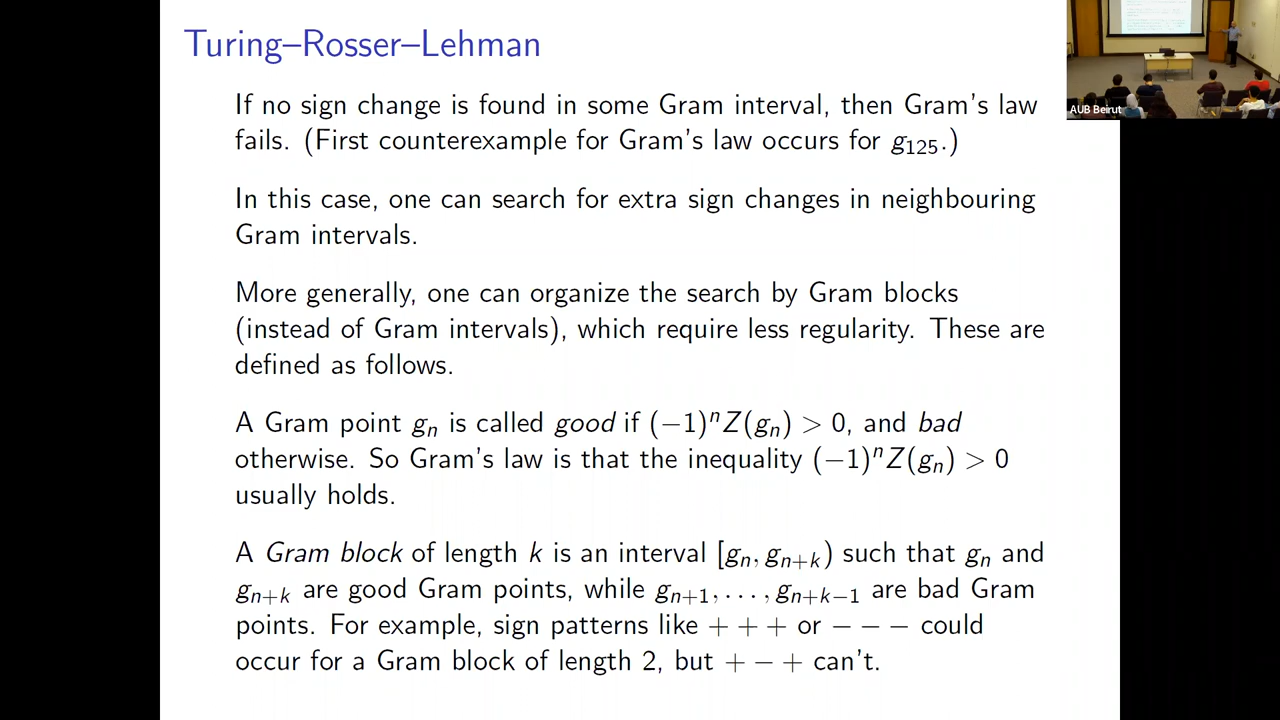 Turing–Rosser–Lehman
If no sign change is found in some Gram interval, then Gram's law
fails. (First counterexample for Gram's law occurs for g₁₂₅.)
In this case, one can search for extra sign changes in neighbouring
Gram intervals.
More generally, one can organize the search by Gram blocks
(instead of Gram intervals), which require less regularity. These are
defined as follows.
A Gram point gₙ is called good if (−1)ⁿZ(gₙ) > 0, and bad
otherwise. So Gram's law is that the inequality (−1)ⁿZ(gₙ) > 0
usually holds.
A Gram block of length k is an interval [gₙ, gₙ₊ₖ) such that gₙ and
gₙ₊ₖ are good Gram points, while gₙ₊₁, . . . , gₙ₊ₖ₋₁ are bad Gram
points. For example, sign patterns like + + + or − − − could
occur for a Gram block of length 2, but + − + can't.
AUB Beirut